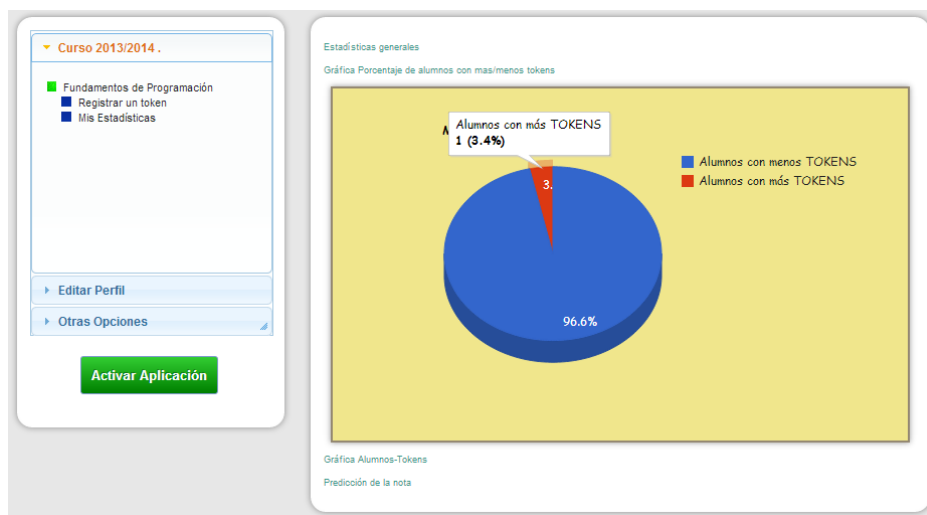 Curso 2013/2014 .
Fundamentos de Programación
Registrar un token
Mis Estadísticas
Editar Perfil
Otras Opciones
Activar Aplicación
Estadísticas generales
Gráfica Porcentaje de alumnos con mas/menos tokens
Alumnos con más TOKENS
1 (3.4%)
Alumnos con menos TOKENS
Alumnos con más TOKENS
3.
96.6%
Gráfica Alumnos-Tokens
Predicción de la nota